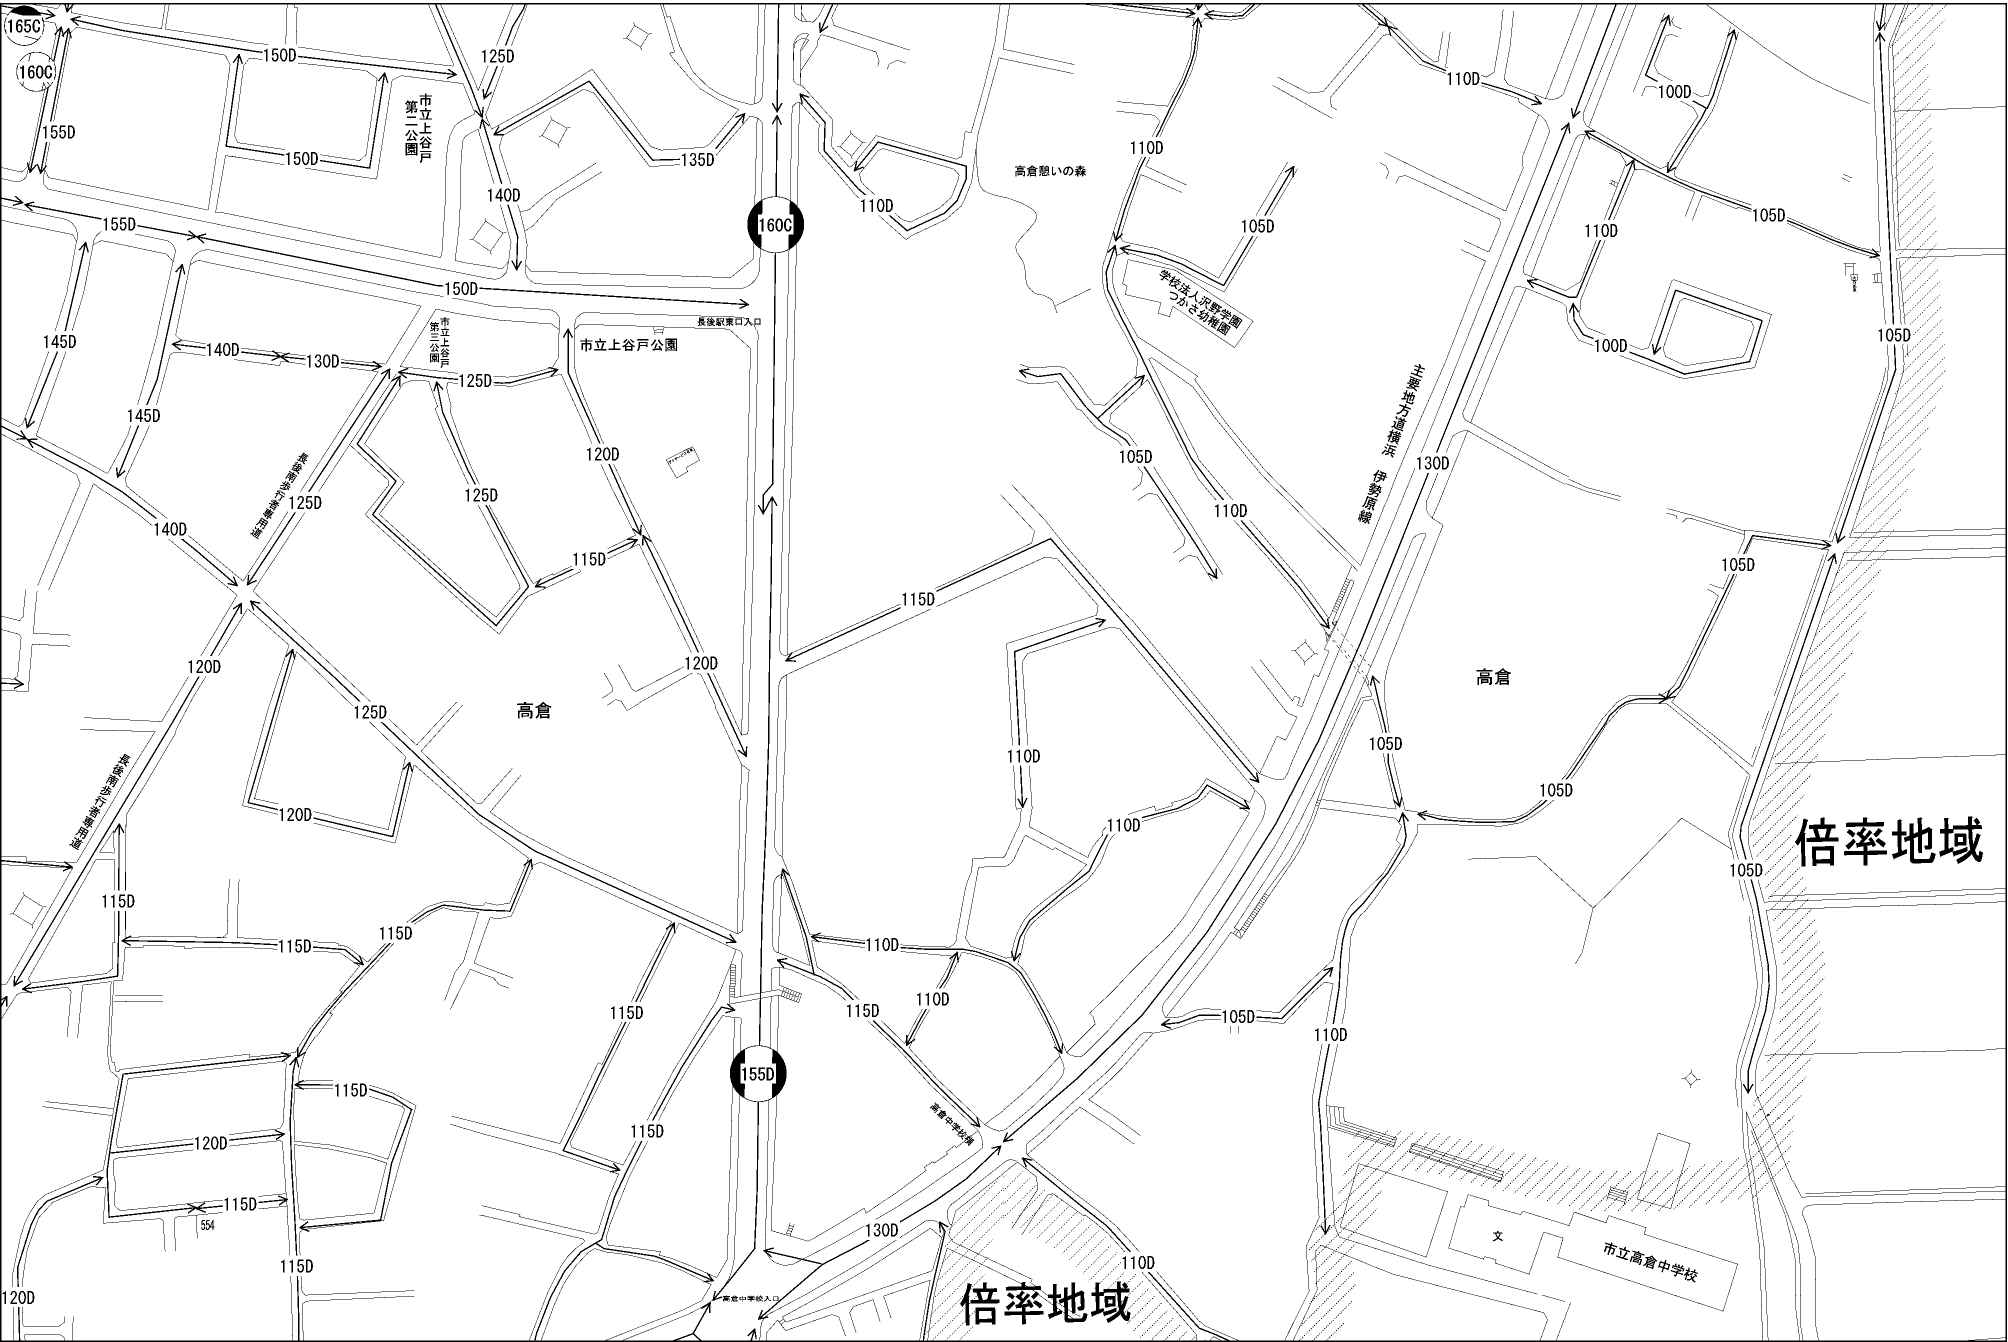 165C
160C
150D
125D
155D
150D
市立上谷戸
第二公園
135D
140D
110D
高倉憩いの森
110D
110D
100D
155D
160C
105D
110D
105D
150D
学校法人沢野学園
つかさ幼稚園
長後駅東口入口
市立上谷戸公園
市立上谷戸
第三公園
145D
140D
130D
125D
105D
100D
145D
主要地方道横浜 伊勢原線
120D
105D
130D
長後南歩行者専用道
125D
125D
110D
140D
115D
105D
115D
120D
120D
高倉
高倉
125D
110D
105D
長後南歩行者専用道
120D
110D
105D
倍率地域
105D
115D
115D
115D
110D
110D
115D
115D
105D
110D
155D
115D
115D
高倉中学校横
120D
115D
554
130D
文
市立高倉中学校
115D
110D
120D
高倉中学校入口
倍率地域